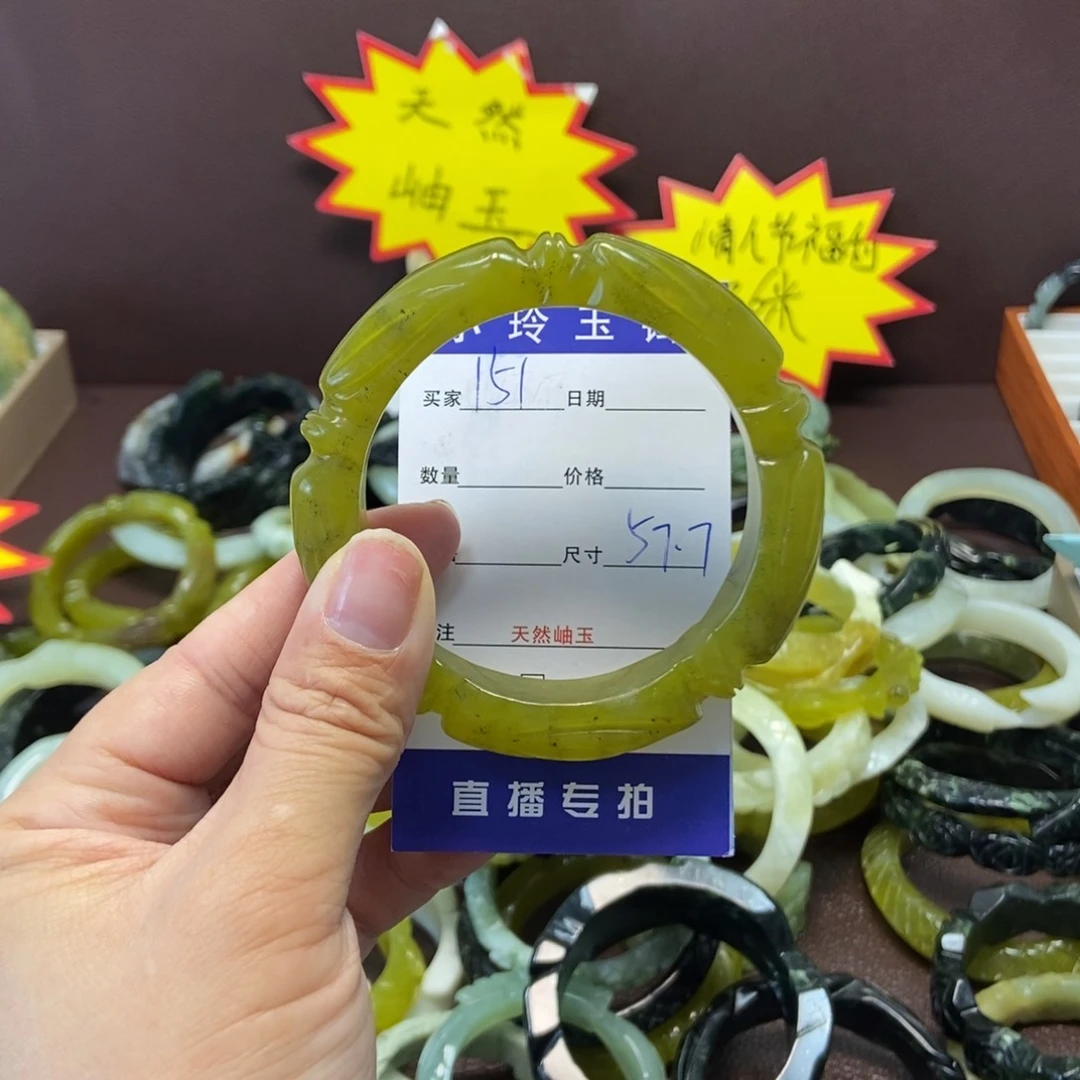 天然
岫玉
情人节福利
玲玉
买家 151 日期
数量 价格
尺寸 57.7
注 天然岫玉
直播专拍